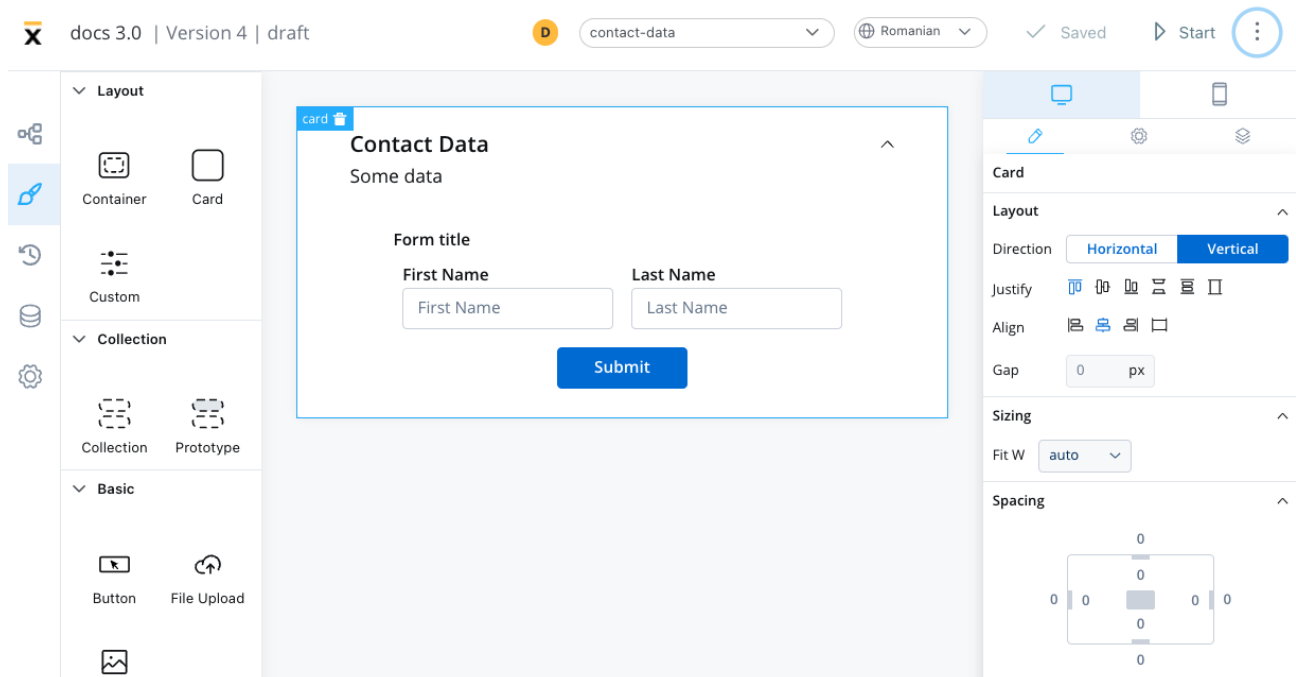 docs 3.0 | Version 4 | draft
D
contact-data
Romanian
Saved
Start
Layout
Container
Card
Custom
Collection
Collection
Prototype
Basic
Button
File Upload
card
Contact Data
Some data
Form title
First Name
Last Name
First Name
Last Name
Submit
Card
Layout
Direction
Horizontal
Vertical
Justify
Align
Gap
0
px
Sizing
Fit W
auto
Spacing
0
0
0
0
0
0
0
0